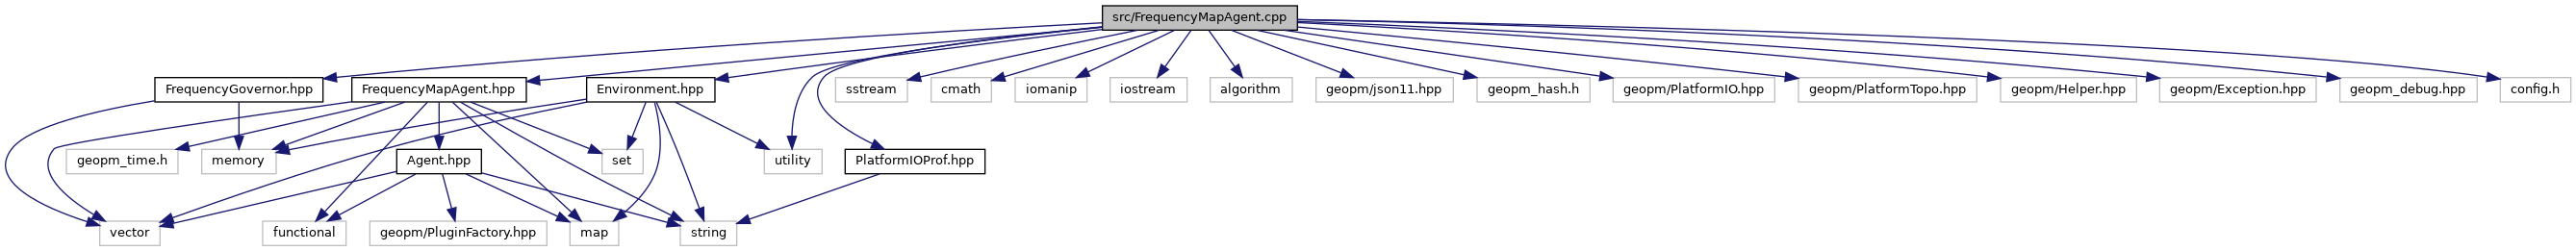 src/FrequencyMapAgent.cpp
FrequencyGovernor.hpp
FrequencyMapAgent.hpp
Environment.hpp
sstream
cmath
iomanip
iostream
algorithm
geopm/json11.hpp
geopm_hash.h
geopm/PlatformIO.hpp
geopm/PlatformTopo.hpp
geopm/Helper.hpp
geopm/Exception.hpp
geopm_debug.hpp
config.h
geopm_time.h
memory
Agent.hpp
set
utility
PlatformIOProf.hpp
vector
functional
geopm/PluginFactory.hpp
map
string